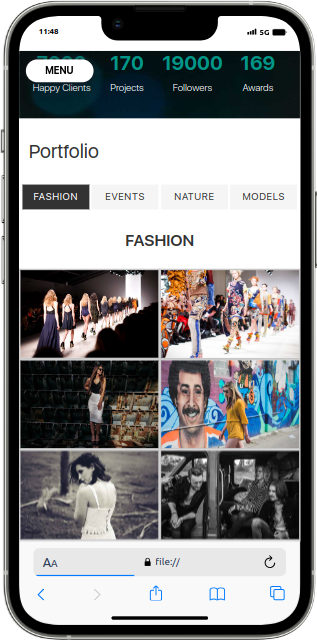 11:48 5G
170 19000 169
MENU
Happy Clients Projects Followers Awards
Portfolio
FASHION EVENTS NATURE MODELS
FASHION
AA file://